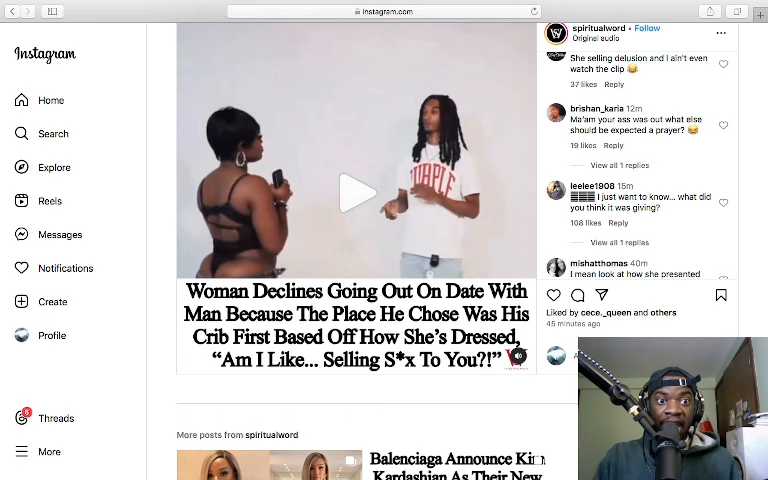 instagram.com
Instagram
Home
Search
Explore
Reels
Messages
Notifications
Create
Profile
6
Threads
More
PURPLE
Woman Declines Going Out On Date With
Man Because The Place He Chose Was His
Crib First Based Off How She's Dressed,
"Am I Like... Selling S*x To You?!"
spiritualword • Follow
Original audio
She selling delusion and I ain't even
watch the clip 😂
37 likes Reply
brishan_karia 12m
Ma'am your ass was out what else
should be expected a prayer? 😂
19 likes Reply
View all 1 replies
leelee1908 15m
I just want to know... what did
you think it was giving?
108 likes Reply
View all 1 replies
mishatthomas 40m
I mean look at how she presented
Liked by cece._queen and others
45 minutes ago
More posts from spiritualword
Balenciaga Announce Kim
Kardashian As Their New